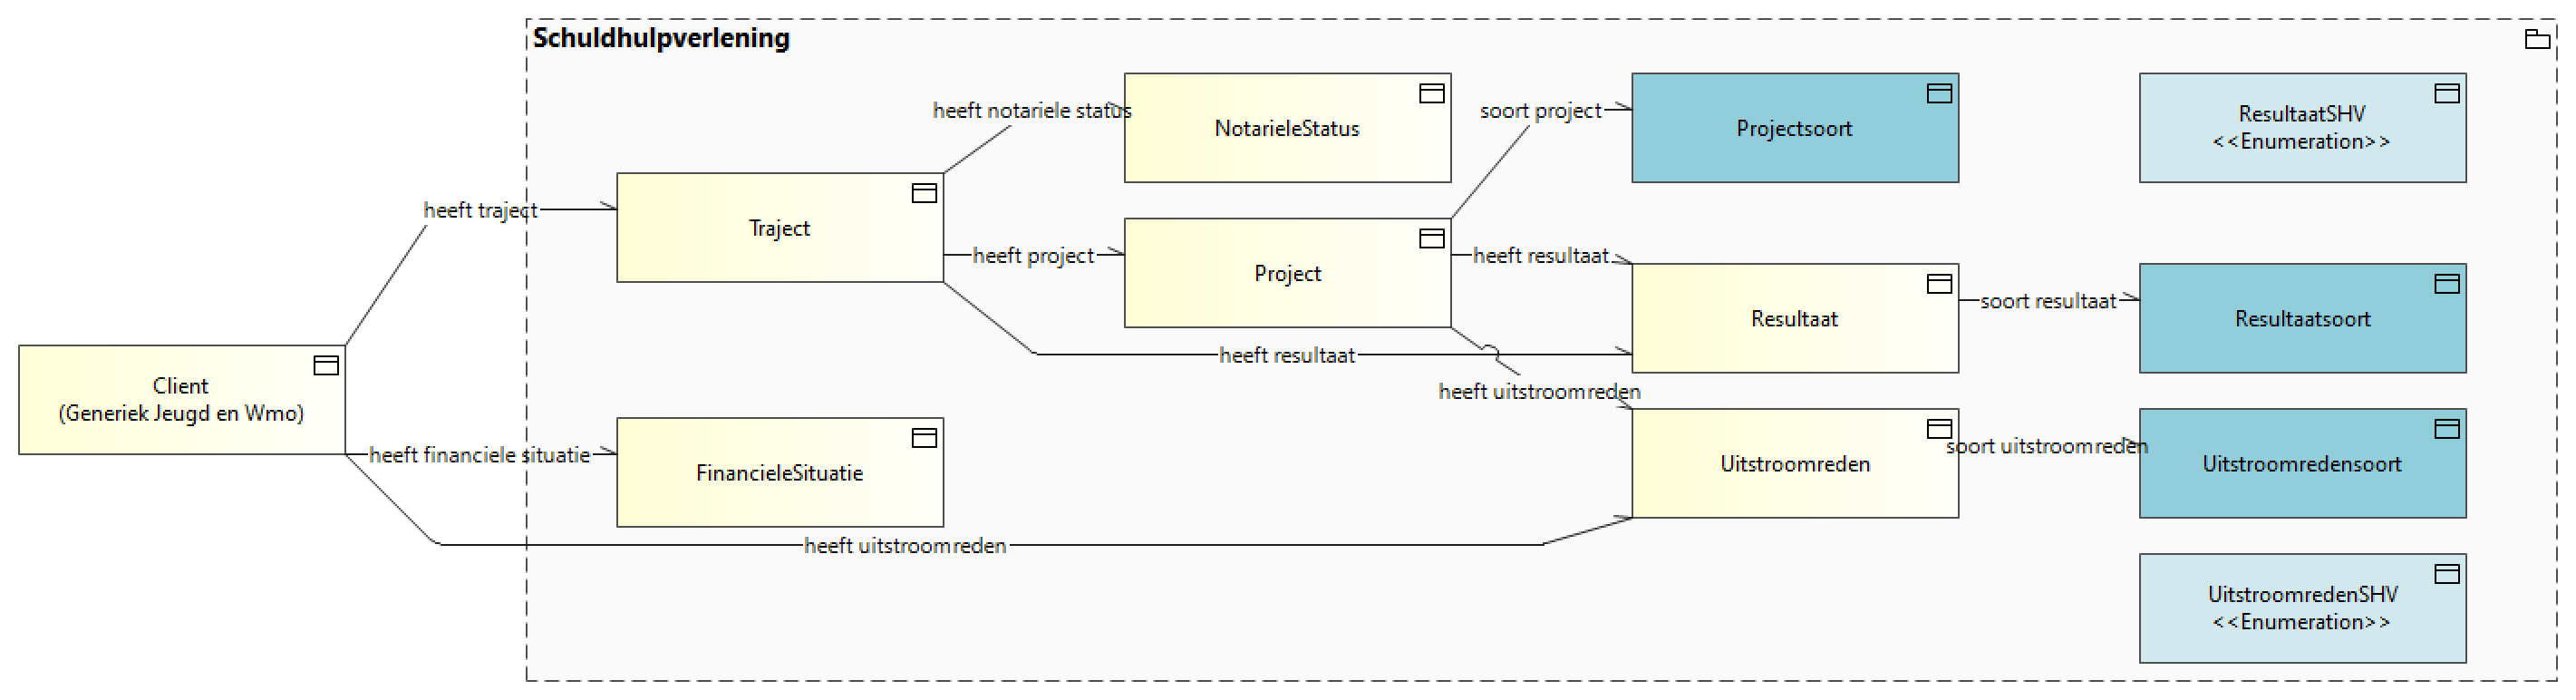 Schuldhulpverlening
heeft notariele status
NotarieleStatus
soort project
Projectsoort
ResultaatSHV
<<Enumeration>>
heeft traject
Traject
heeft project
Project
heeft resultaat
Resultaat
soort resultaat
Resultaatsoort
heeft resultaat
Client
(Generiek Jeugd en Wmo)
heeft uitstroomreden
heeft financiele situatie
FinancieleSituatie
Uitstroomreden
soort uitstroomreden
Uitstroomredensoort
heeft uitstroomreden
UitstroomredenSHV
<<Enumeration>>